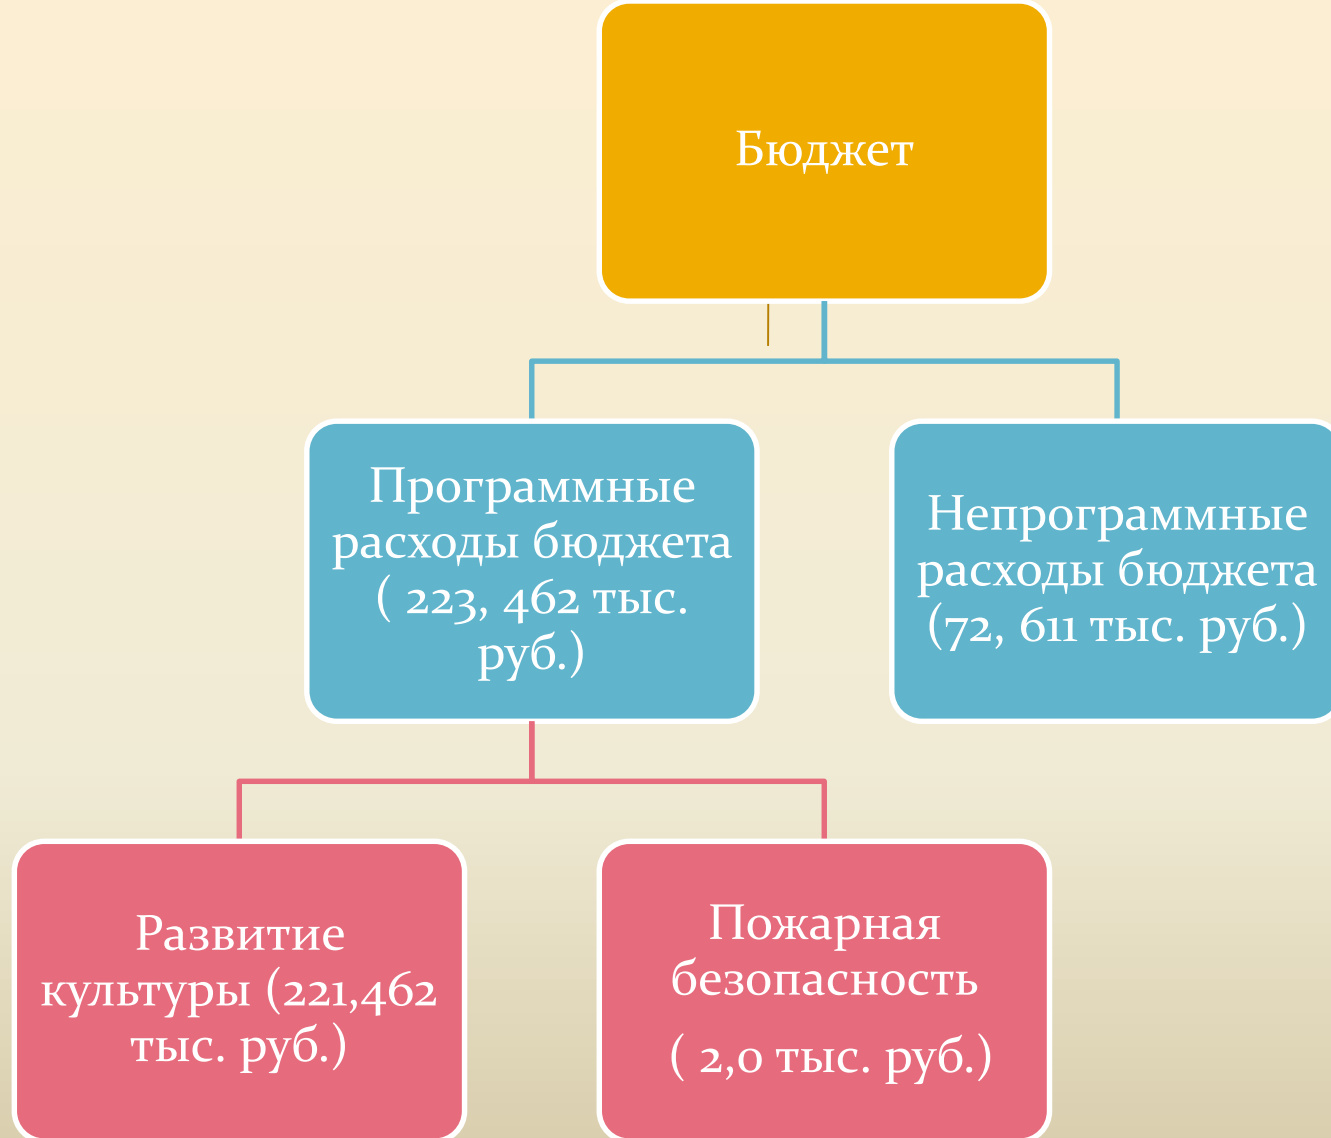 Бюджет
Программные
расходы бюджета
( 223, 462 тыс.
руб.)
Непрограммные
расходы бюджета
(72, 611 тыс. руб.)
Развитие
культуры (221,462
тыс. руб.)
Пожарная
безопасность
( 2,0 тыс. руб.)